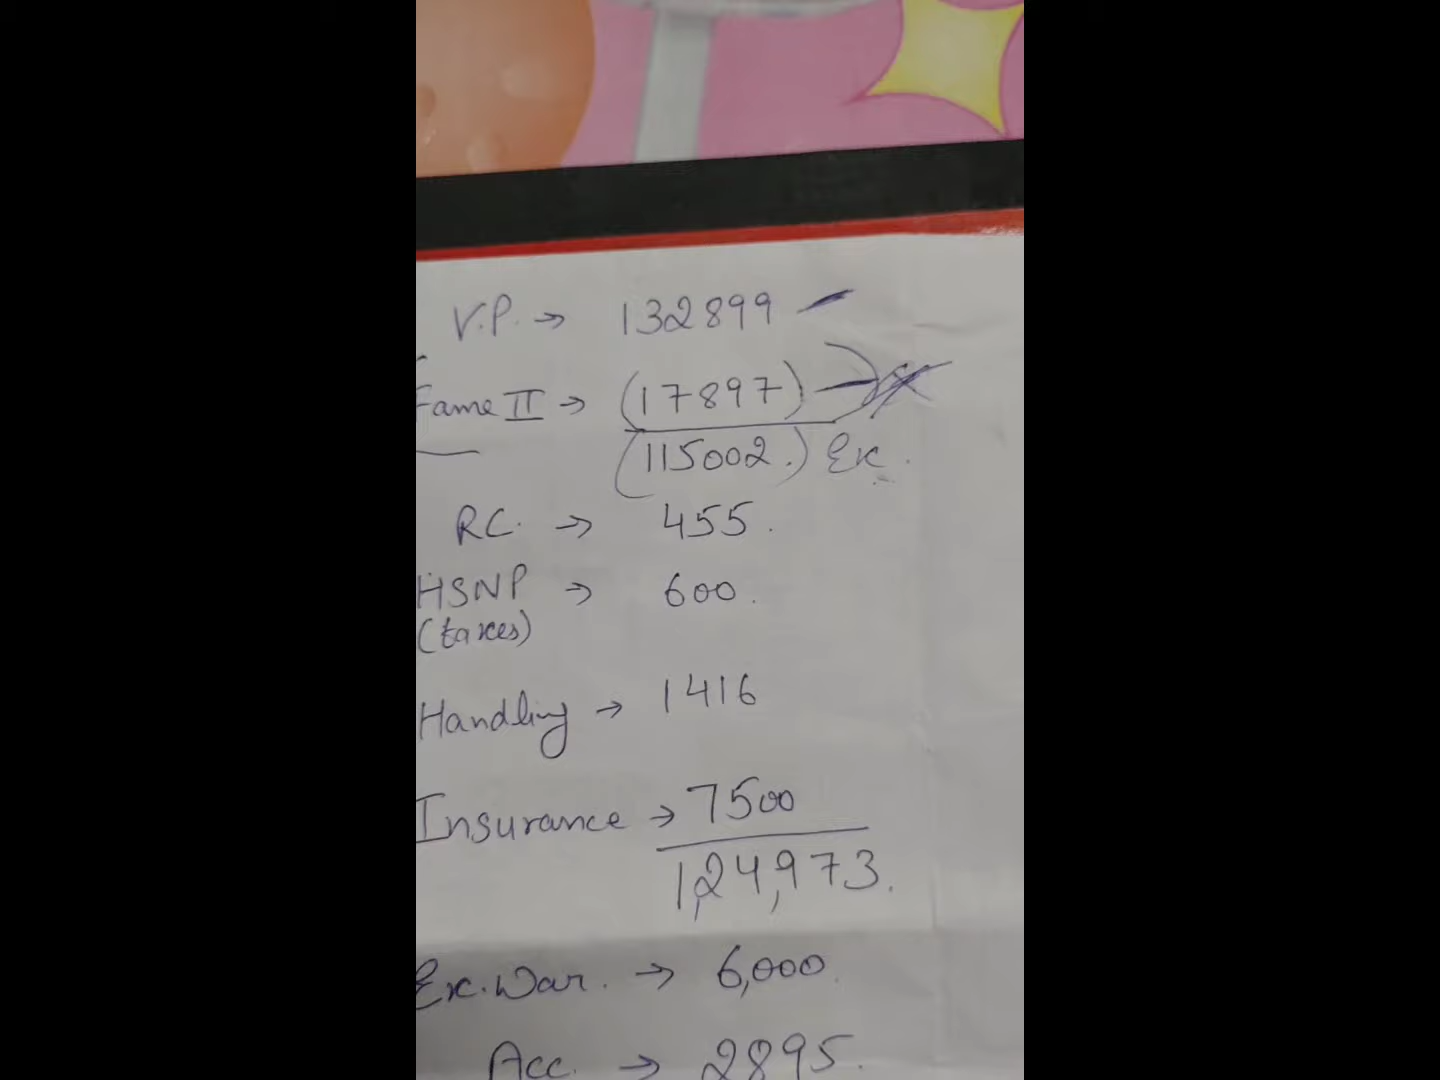 V.P. → 132899 –
Fame II → (17897) –
(115002.) Ex.
RC. → 455.
HSNP → 600.
(taxes)
Handling → 1416
Insurance → 7500
1,24,973.
Ex. War. → 6,000.
Acc. → 2895.